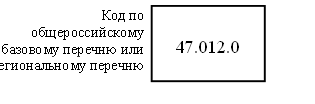 Код по
общероссийскому
базовому перечню или
егиональному перечню
47.012.0